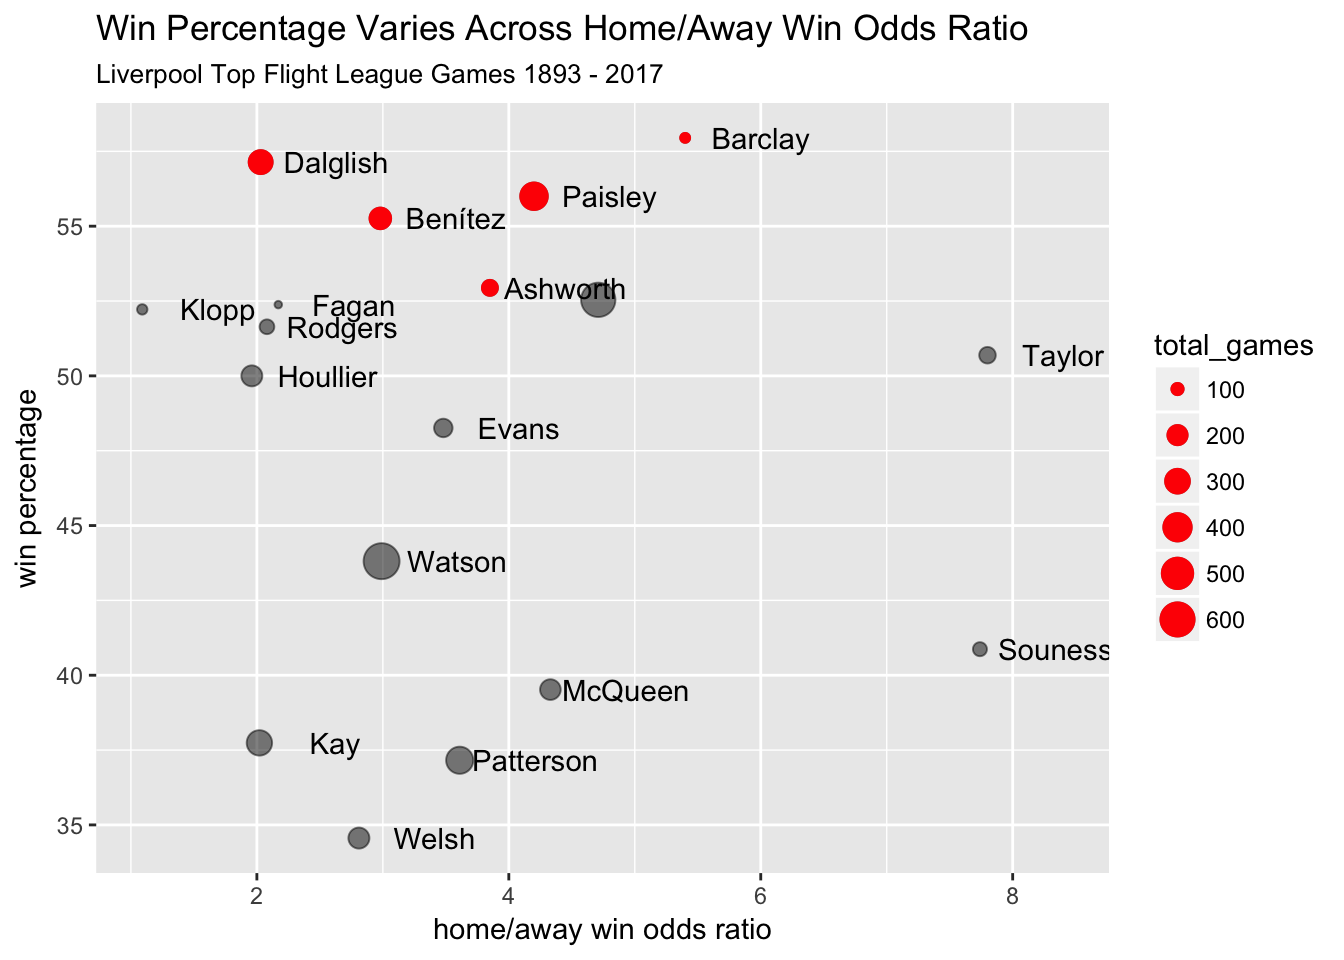 Win Percentage Varies Across Home/Away Win Odds Ratio
Liverpool Top Flight League Games 1893 - 2017
Barclay
Dalglish
Paisley
Benítez
55
Ashworth
Fagan
Klopp
Rodgers
Taylor
total_games
50
Houllier
100
Evans
200
300
45
400
Watson
500
600
Souness
40
McQueen
Kay
Patterson
35
Welsh
win percentage
2 4 6 8
home/away win odds ratio